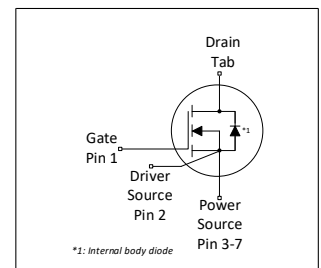 Drain
Tab
*1
Gate
Pin 1
Driver
Source
Pin 2
Power
Source
Pin 3-7
*1: Internal body diode